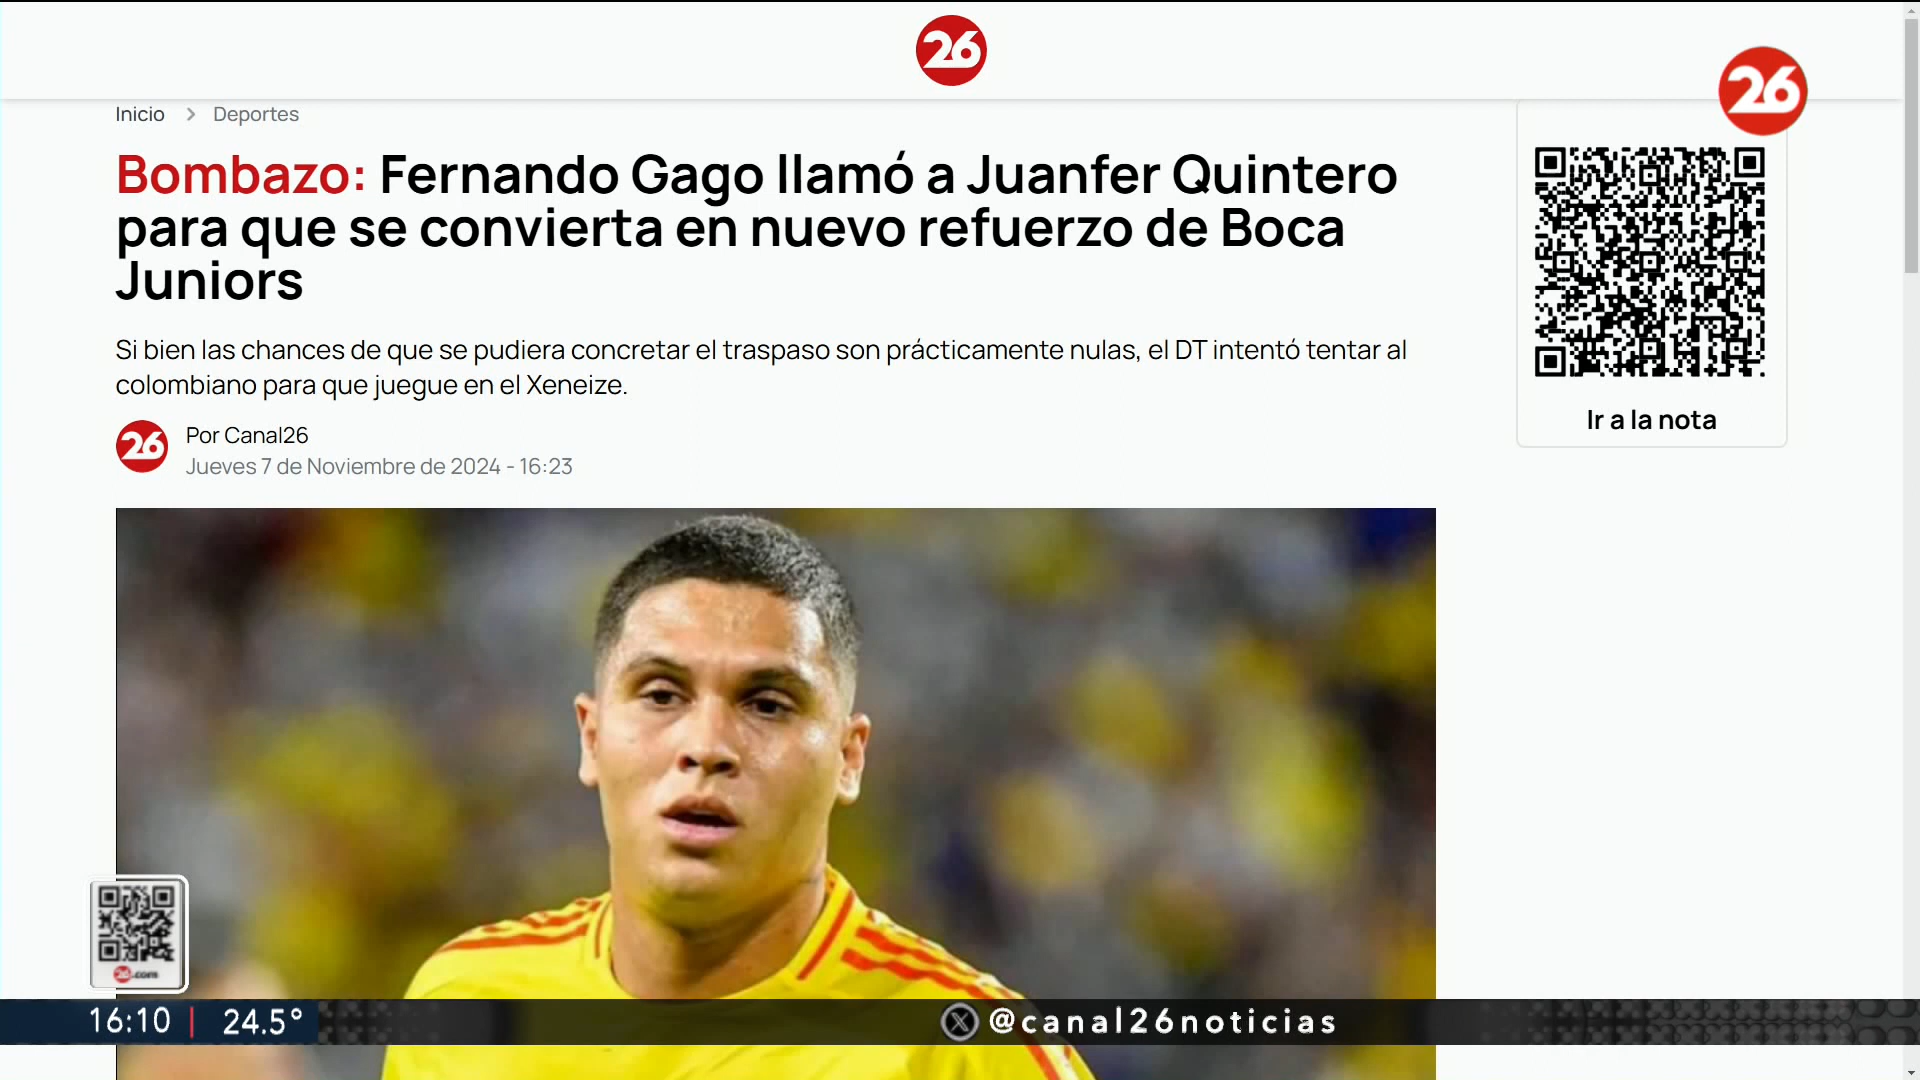 26
26
Inicio > Deportes
Bombazo: Fernando Gago llamó a Juanfer Quintero
para que se convierta en nuevo refuerzo de Boca
Juniors
Si bien las chances de que se pudiera concretar el traspaso son prácticamente nulas, el DT intentó tentar al
colombiano para que juegue en el Xeneize.
26
Por Canal26
Jueves 7 de Noviembre de 2024 - 16:23
Ir a la nota
26.com
16:10 | 24.5°
X @canal26noticias